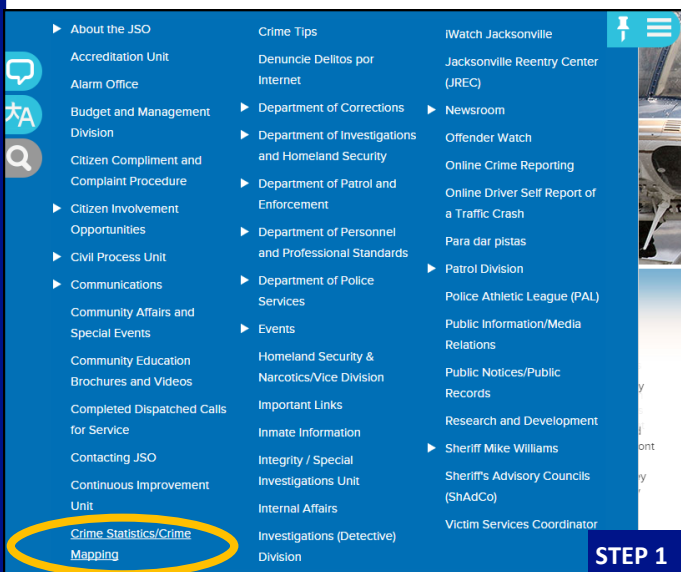 About the JSO
Accreditation Unit
Alarm Office
Budget and Management
Division
Citizen Compliment and
Complaint Procedure
Citizen Involvement
Opportunities
Civil Process Unit
Communications
Community Affairs and
Special Events
Community Education
Brochures and Videos
Completed Dispatched Calls
for Service
Contacting JSO
Continuous Improvement
Unit
Crime Statistics/Crime
Mapping
Crime Tips
Denuncie Delitos por
Internet
Department of Corrections
Department of Investigations
and Homeland Security
Department of Patrol and
Enforcement
Department of Personnel
and Professional Standards
Department of Police
Services
Events
Homeland Security &
Narcotics/Vice Division
Important Links
Inmate Information
Integrity / Special
Investigations Unit
Internal Affairs
Investigations (Detective)
Division
iWatch Jacksonville
Jacksonville Reentry Center
(JREC)
Newsroom
Offender Watch
Online Crime Reporting
Online Driver Self Report of
a Traffic Crash
Para dar pistas
Patrol Division
Police Athletic League (PAL)
Public Information/Media
Relations
Public Notices/Public
Records
Research and Development
Sheriff Mike Williams
Sheriff's Advisory Councils
(ShAdCo)
Victim Services Coordinator
STEP 1